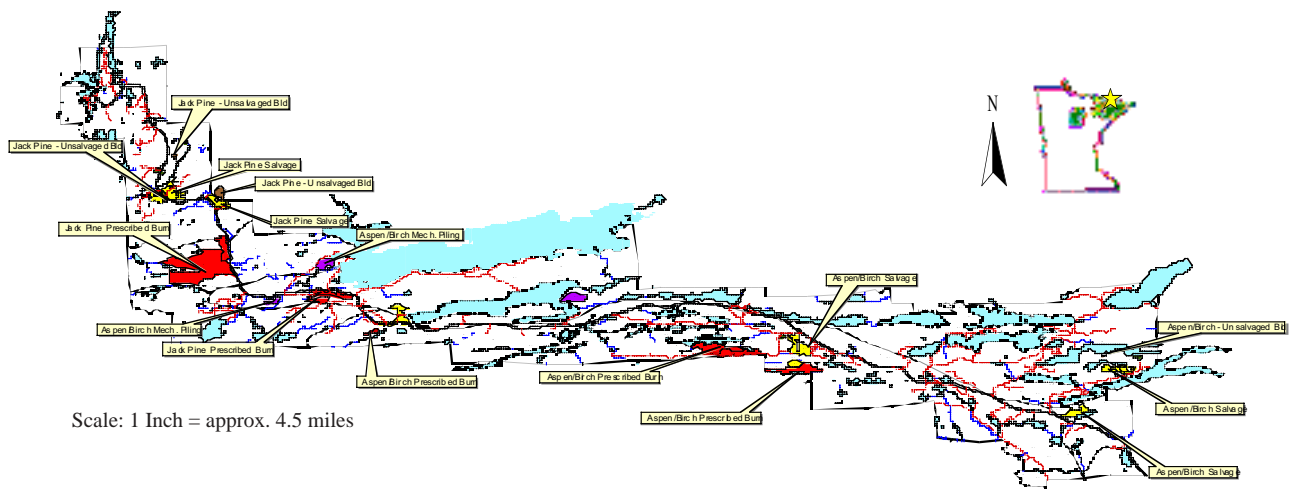 N
Jack Pine - Unsalvaged Bld
Jack Pine - Unsalvaged Bld
Jack Pine Salvage
Jack Pine - Unsalvaged Bld
Jack Pine Salvage
Jack Pine Prescribed Burn
Aspen/Birch Mech. Piling
Aspen/Birch Salvage
Aspen Birch Mech. Piling
Aspen/Birch - Unsalvaged Bld
Jack Pine Prescribed Burn
Aspen Birch Prescribed Burn
Aspen/Birch Prescribed Burn
Aspen/Birch Prescribed Burn
Aspen/Birch Salvage
Scale: 1 Inch = approx. 4.5 miles
Aspen/Birch Salvage